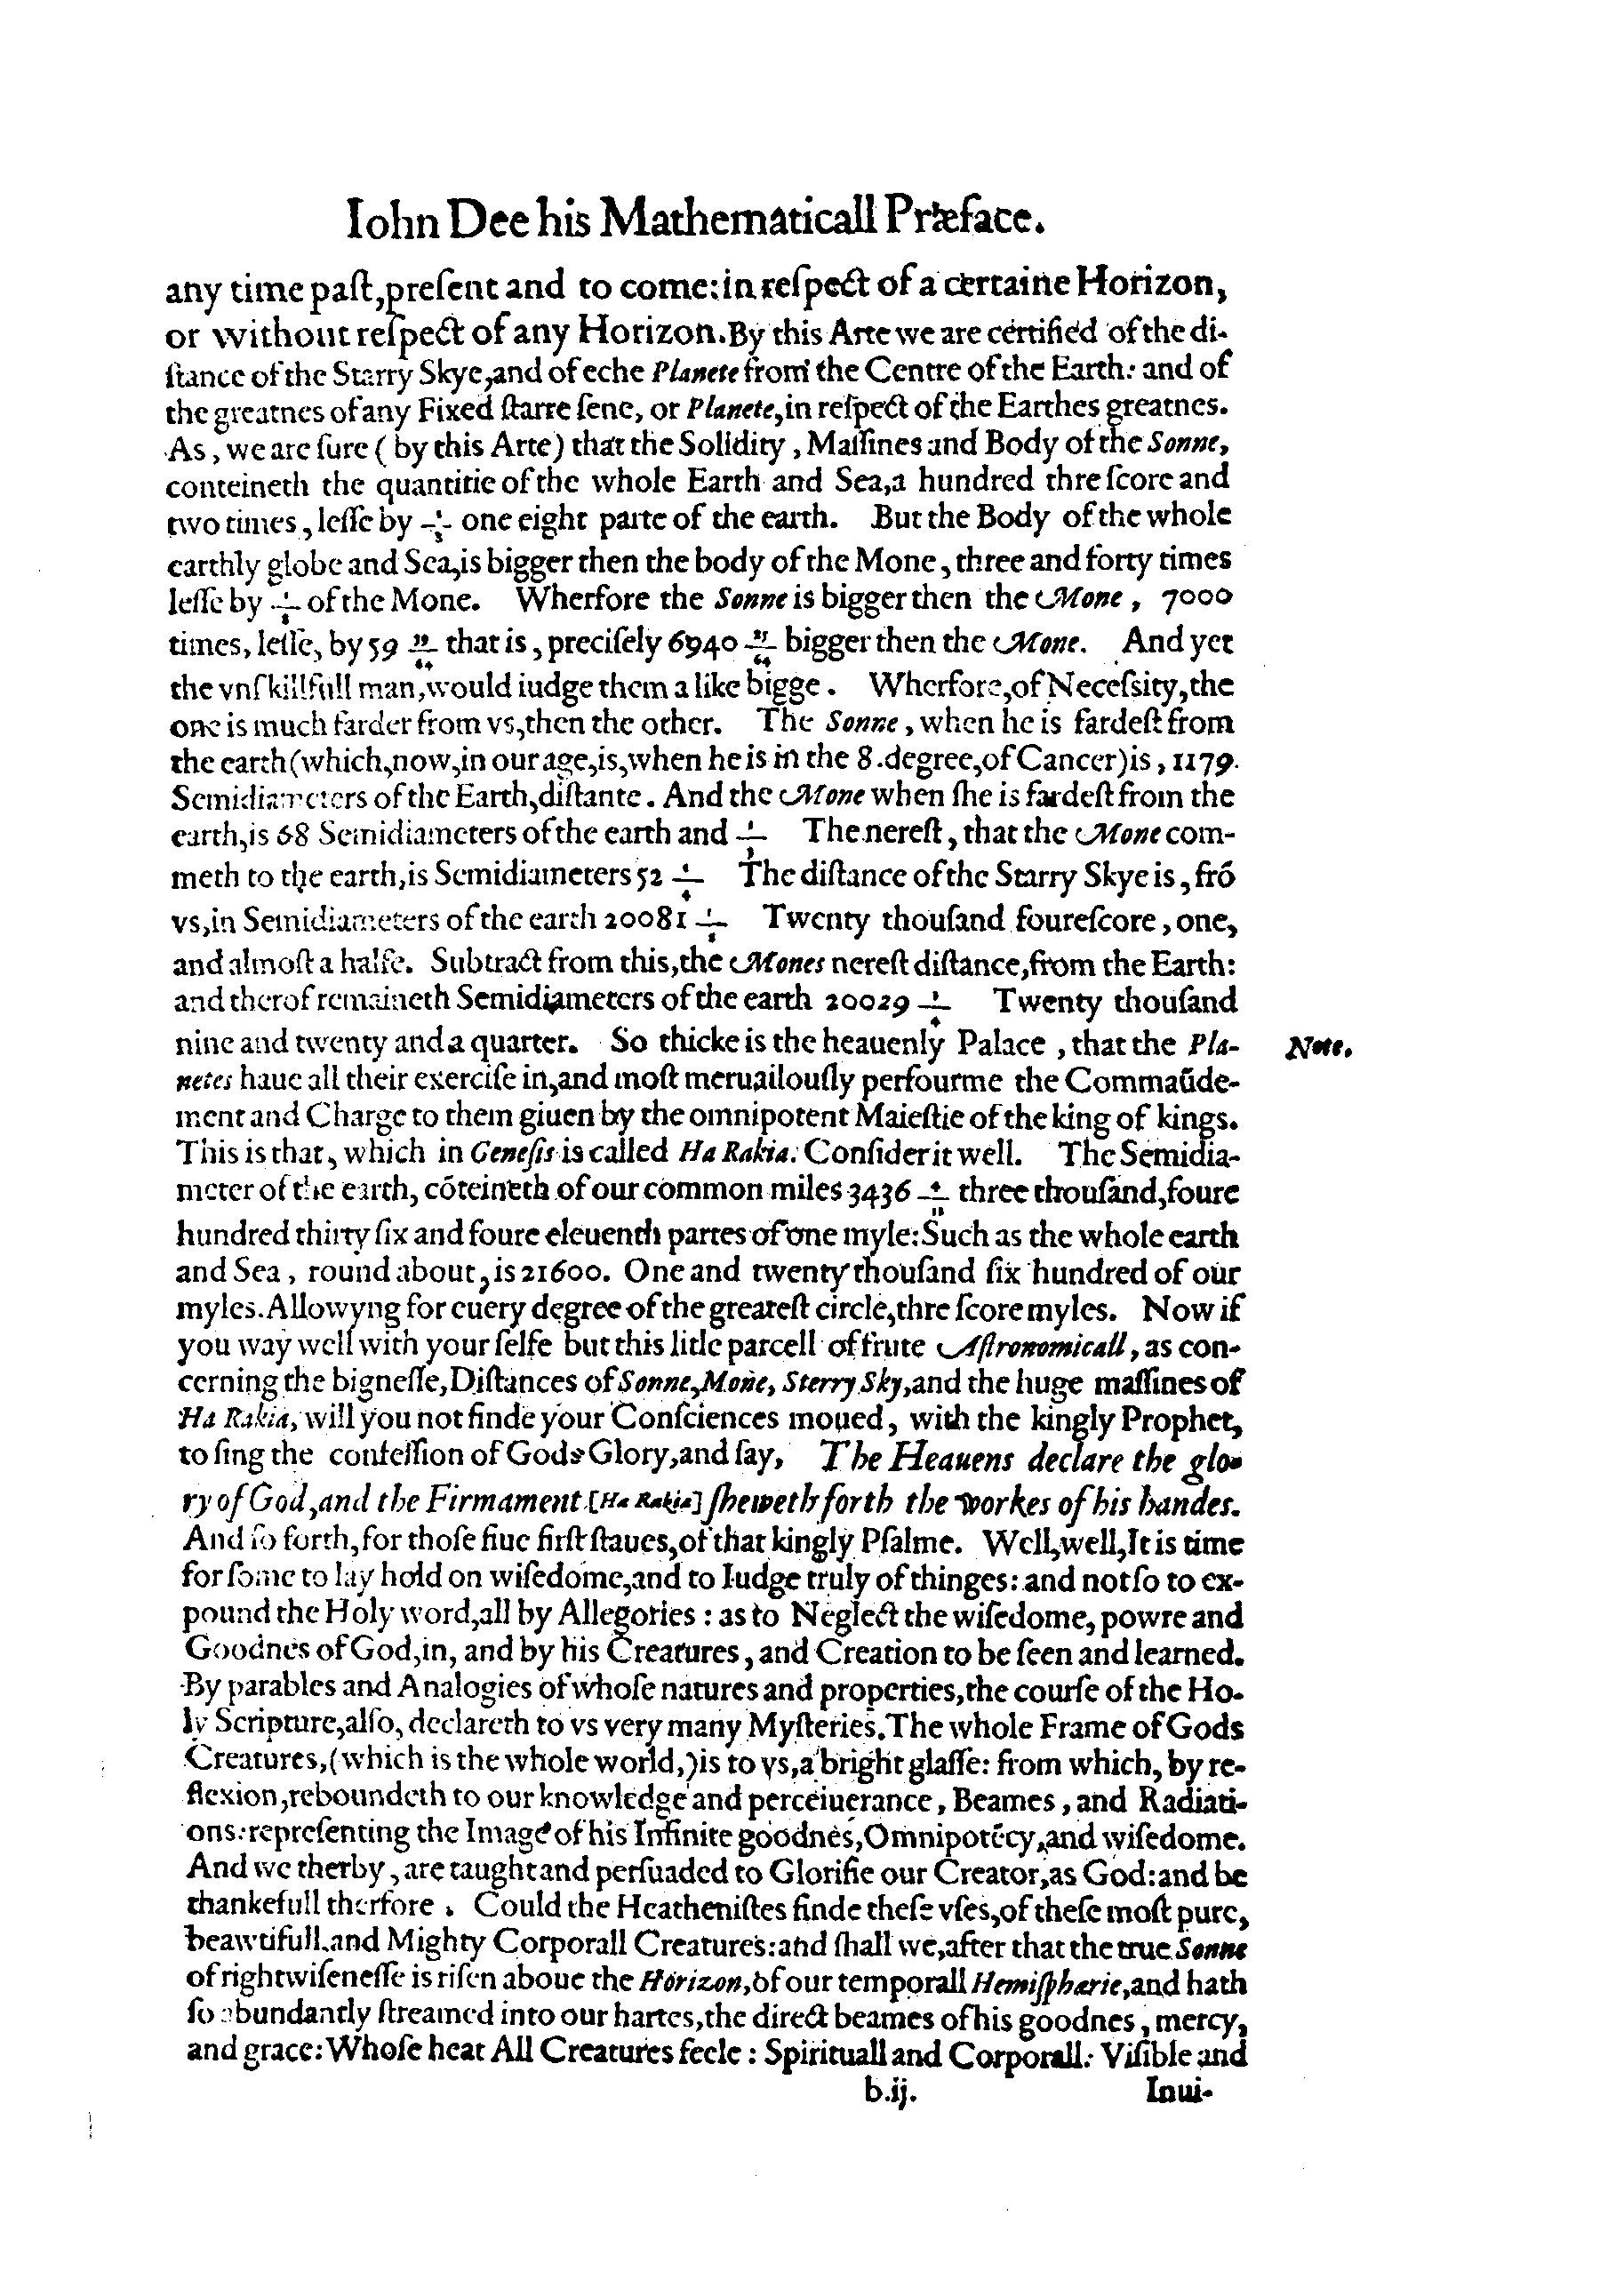 Iohn Dee his Mathematicall Præface.
any time paſt, preſent and to come: in reſpect of a certaine Horizon,
or without reſpect of any Horizon. By this Arte we are certified of the di-
ſtance of the Starry Skye, and of eche Planete from the Centre of the Earth: and of
the greatnes of any Fixed ſtarre ſene, or Planete, in reſpect of the Earthes greatnes.
As, we are ſure (by this Arte) that the Solidity, Maſſines and Body of the Sonne,
conteineth the quantitie of the whole Earth and Sea, a hundred thre ſcore and
two times, leſſe by 1/8 one eight parte of the earth. But the Body of the whole
earthly globe and Sea, is bigger then the body of the Mone, three and forty times
leſſe by 1/8 of the Mone. Wherfore the Sonne is bigger then the Mone, 7000
times, leſſe, by 59 39/64 that is, preciſely 6940 25/64 bigger then the Mone. And yet
the vnſkillfull man, would iudge them a like bigge. Wherfore, of Neceſsity, the
one is much farder from vs, then the other. The Sonne, when he is fardeſt from
the earth (which, now, in our age, is, when he is in the 8. degree, of Cancer) is, 1179
Semidiameters of the Earth, diſtante. And the Mone when ſhe is fardeſt from the
earth, is 68 Semidiameters of the earth and 1/3 The nereſt, that the Mone com-
meth to the earth, is Semidiameters 52 1/4 The diſtance of the Starry Skye is, frō
vs, in Semidiameters of the earth 20081 1/2 Twenty thouſand foureſcore, one,
and almoſt a halfe. Subtract from this, the Mones nereſt diſtance, from the Earth:
and therof remaineth Semidiameters of the earth 20029 1/4 Twenty thouſand
nine and twenty and a quarter. So thicke is the heauenly Palace, that the Pla-
Note.
netes haue all their exerciſe in, and moſt meruailouſly perfourme the Commaūde-
ment and Charge to them giuen by the omnipotent Maieſtie of the king of kings.
This is that, which in Geneſis is called Ha Rakia. Conſider it well. The Semidia-
meter of the earth, cōteineth of our common miles 3436 4/11 three thouſand, foure
hundred thirty ſix and foure eleuenth partes of one myle: Such as the whole earth
and Sea, round about, is 21600. One and twenty thouſand ſix hundred of our
myles. Allowyng for euery degree of the greateſt circle, thre ſcore myles. Now if
you way well with your ſelfe but this litle parcell of frute Aſtronomicall, as con-
cerning the bigneſſe, Diſtances of Sonne, Mone, Sterry Sky, and the huge maſſines of
Ha Rakia, will you not finde your Conſciences moued, with the kingly Prophet,
to ſing the confeſſion of Gods Glory, and ſay, The Heauens declare the glo-
ry of God, and the Firmament [Ha Rakia] ſheweth forth the workes of his handes.
And ſo forth, for thoſe fiue firſt ſtaues, of that kingly Pſalme. Well, well, It is time
for ſome to lay hold on wiſedome, and to Iudge truly of thinges: and not ſo to ex-
pound the Holy word, all by Allegories: as to Neglect the wiſedome, powre and
Goodnes of God, in, and by his Creatures, and Creation to be ſeen and learned.
By parables and Analogies of whoſe natures and properties, the courſe of the Ho-
ly Scripture, alſo, declareth to vs very many Myſteries. The whole Frame of Gods
Creatures, (which is the whole world,) is to vs, a bright glaſſe: from which, by re-
flexion, reboundeth to our knowledge and perceiuerance, Beames, and Radiati-
ons: repreſenting the Image of his Infinite goodnes, Omnipotēcy, and wiſedome.
And we therby, are taught and perſuaded to Glorifie our Creator, as God: and be
thankefull therfore. Could the Heatheniſtes finde theſe vſes, of theſe moſt pure,
beawtifull, and Mighty Corporall Creatures: and ſhall we, after that the true Sonne
of rightwiſeneſſe is riſen aboue the Horizon, of our temporall Hemiſphærie, and hath
ſo abundantly ſtreamed into our hartes, the direct beames of his goodnes, mercy,
and grace: Whoſe heat All Creatures feele: Spirituall and Corporall: Viſible and
b.ij. Inui-